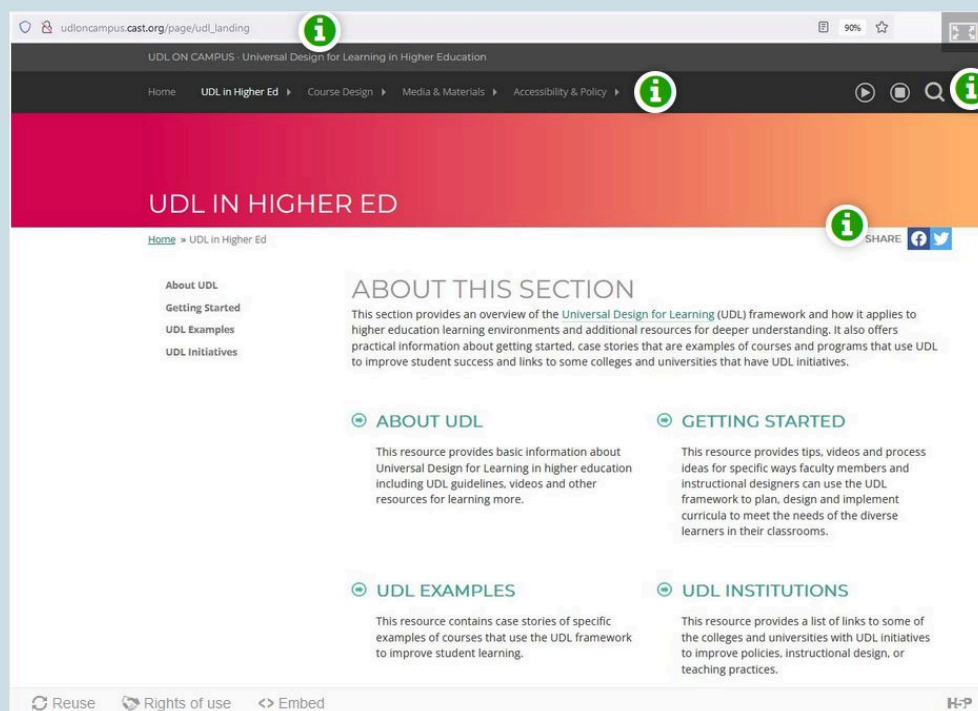 udloncampus.cast.org/page/udl_landing
90%
UDL ON CAMPUS · Universal Design for Learning in Higher Education
Home UDL in Higher Ed Course Design Media & Materials Accessibility & Policy
UDL IN HIGHER ED
Home » UDL in Higher Ed
SHARE
About UDL
Getting Started
UDL Examples
UDL Initiatives
ABOUT THIS SECTION
This section provides an overview of the Universal Design for Learning (UDL) framework and how it applies to
higher education learning environments and additional resources for deeper understanding. It also offers
practical information about getting started, case stories that are examples of courses and programs that use UDL
to improve student success and links to some colleges and universities that have UDL initiatives.
ABOUT UDL
This resource provides basic information about
Universal Design for Learning in higher education
including UDL guidelines, videos and other
resources for learning more.
GETTING STARTED
This resource provides tips, videos and process
ideas for specific ways faculty members and
instructional designers can use the UDL
framework to plan, design and implement
curricula to meet the needs of the diverse
learners in their classrooms.
UDL EXAMPLES
This resource contains case stories of specific
examples of courses that use the UDL framework
to improve student learning.
UDL INSTITUTIONS
This resource provides a list of links to some of
the colleges and universities with UDL initiatives
to improve policies, instructional design, or
teaching practices.
Reuse Rights of use <> Embed
H5P